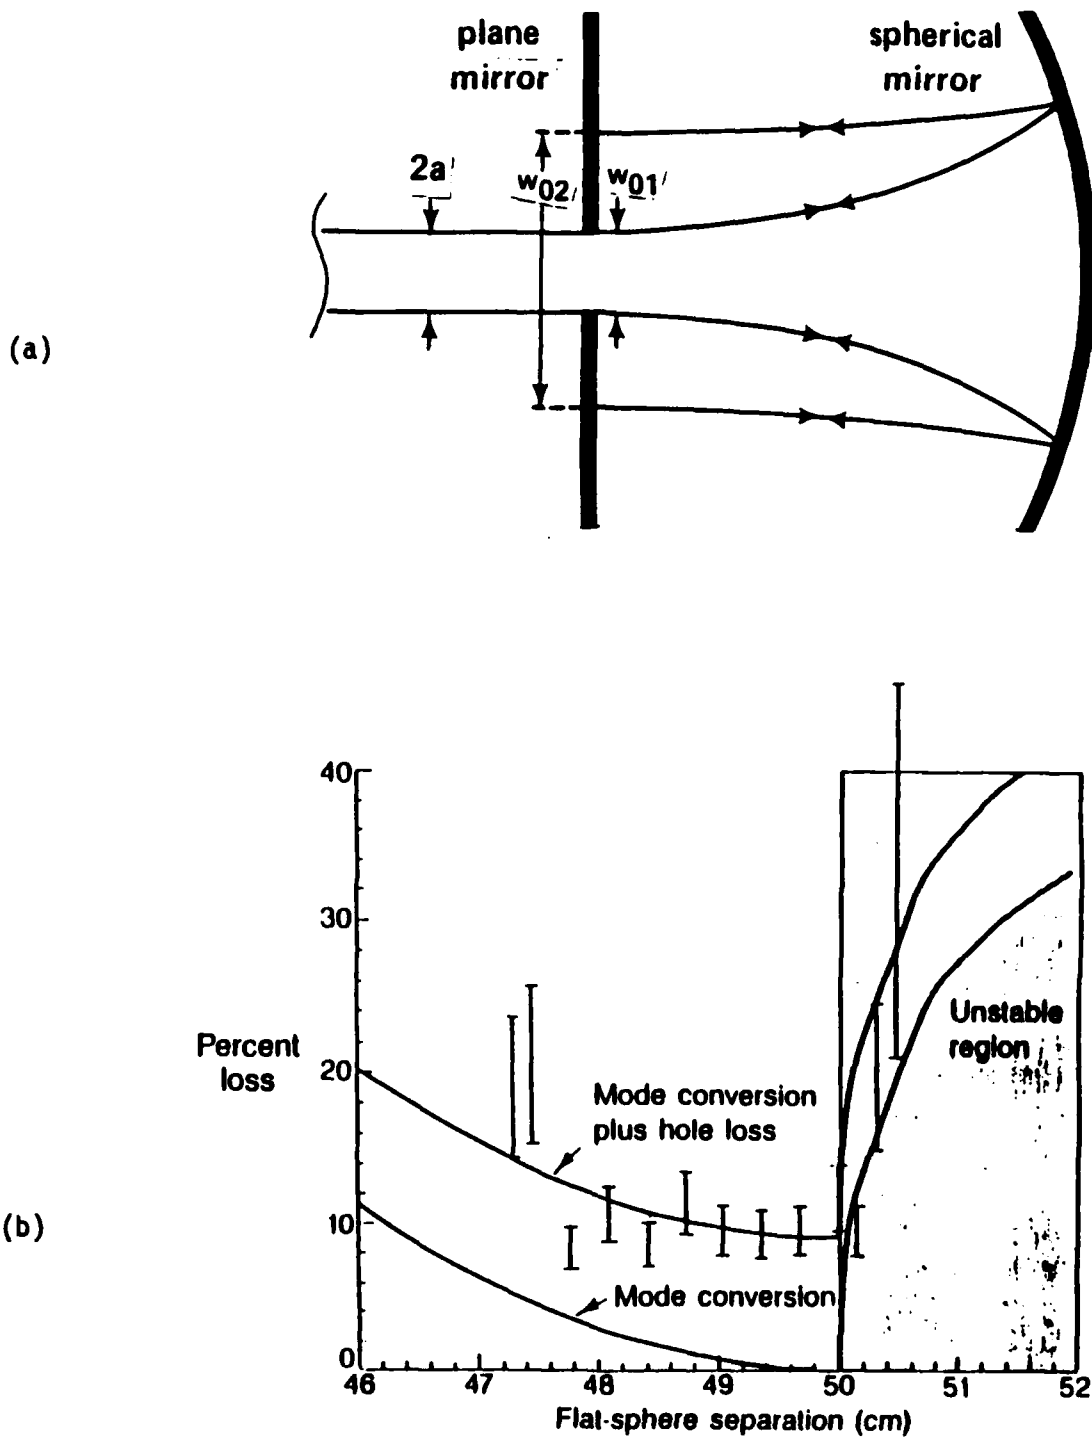 plane
mirror
spherical
mirror
2a
w02
w01
(a)
40
30
Percent
loss
20
10
0
Unstable
region
Mode conversion
plus hole loss
Mode conversion
(b)
46 47 48 49 50 51 52
Flat-sphere separation (cm)